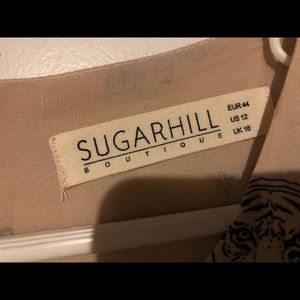 SUGARHILL
BOUTIQUE
EUR 44
US 12
UK 16